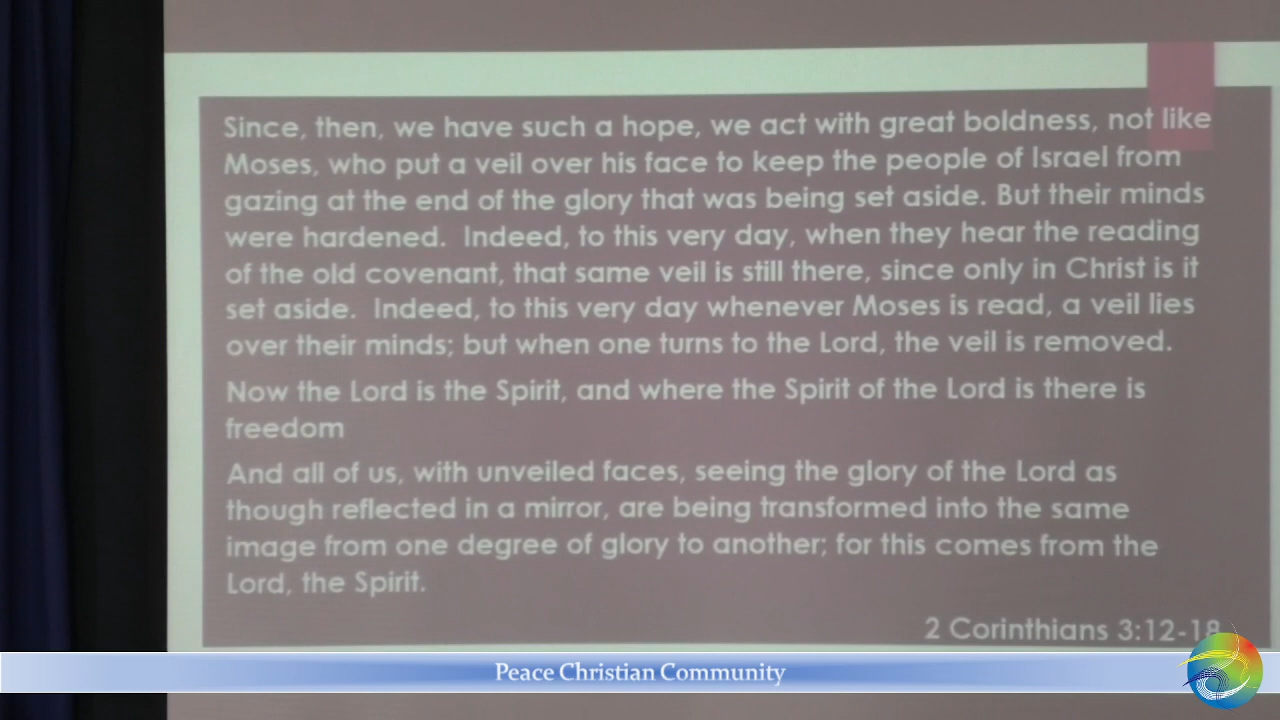 Since, then, we have such a hope, we act with great boldness, not like
Moses, who put a veil over his face to keep the people of Israel from
gazing at the end of the glory that was being set aside. But their minds
were hardened.  Indeed, to this very day, when they hear the reading
of the old covenant, that same veil is still there, since only in Christ is it
set aside.  Indeed, to this very day whenever Moses is read, a veil lies
over their minds; but when one turns to the Lord, the veil is removed.
Now the Lord is the Spirit, and where the Spirit of the Lord is there is
freedom
And all of us, with unveiled faces, seeing the glory of the Lord as
though reflected in a mirror, are being transformed into the same
image from one degree of glory to another; for this comes from the
Lord, the Spirit.
2 Corinthians 3:12-18
Peace Christian Community